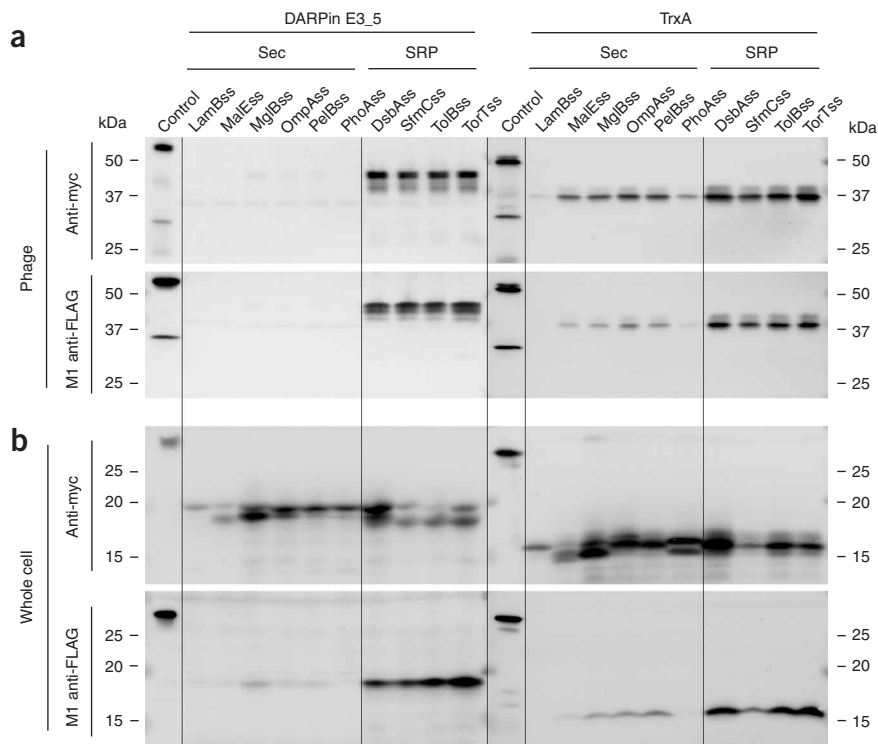 a
DARPin E3_5
TrxA
Sec
SRP
Sec
SRP
kDa
Control
LamBss
MalEss
MglBss
OmpAss
PelBss
PhoAss
DsbAss
SfmCss
TolBss
TorTss
Control
LamBss
MalEss
MglBss
OmpAss
PelBss
PhoAss
DsbAss
SfmCss
TolBss
TorTss
kDa
Phage
Anti-myc
50
37
25
50
37
25
M1 anti-FLAG
50
37
25
50
37
25
b
Whole cell
Anti-myc
25
20
15
25
20
15
M1 anti-FLAG
25
20
15
25
20
15